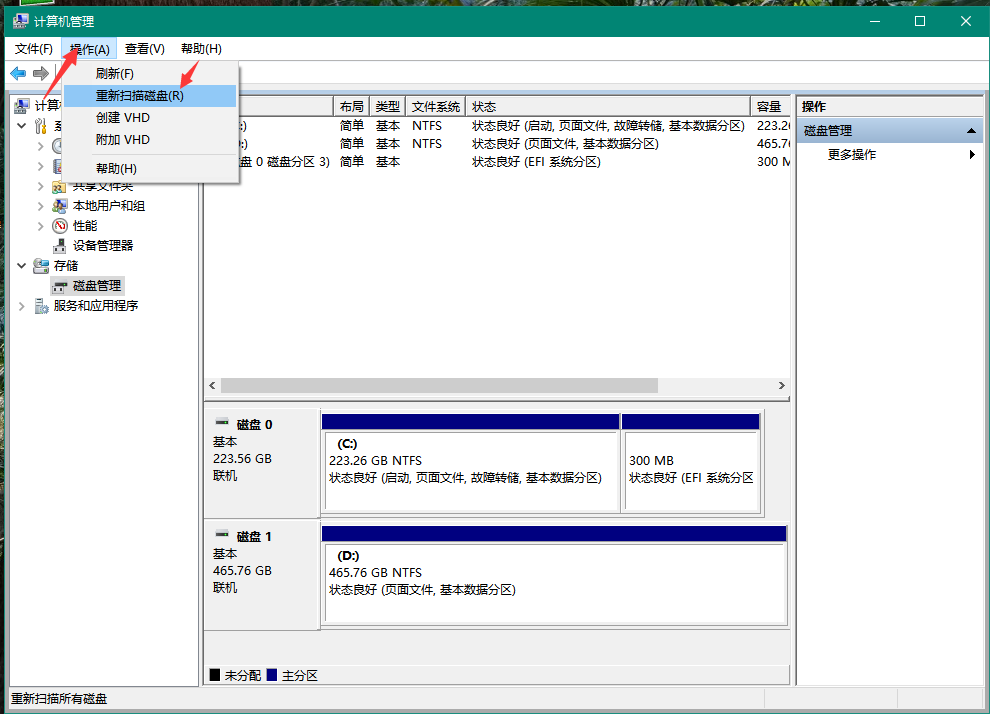 计算机管理
文件(F) 操作(A) 查看(V) 帮助(H)
刷新(F)
重新扫描磁盘(R)
创建 VHD
附加 VHD
帮助(H)
共享文件夹
本地用户和组
性能
设备管理器
存储
磁盘管理
服务和应用程序
布局 类型 文件系统 状态 容量
简单 基本 NTFS 状态良好 (启动, 页面文件, 故障转储, 基本数据分区) 223.26
简单 基本 NTFS 状态良好 (页面文件, 基本数据分区) 465.76
盘 0 磁盘分区 3) 简单 基本 状态良好 (EFI 系统分区) 300 M
操作
磁盘管理
更多操作
磁盘 0
基本
223.56 GB
联机
(C:)
223.26 GB NTFS
状态良好 (启动, 页面文件, 故障转储, 基本数据分区)
300 MB
状态良好 (EFI 系统分区
磁盘 1
基本
465.76 GB
联机
(D:)
465.76 GB NTFS
状态良好 (页面文件, 基本数据分区)
未分配 主分区
重新扫描所有磁盘